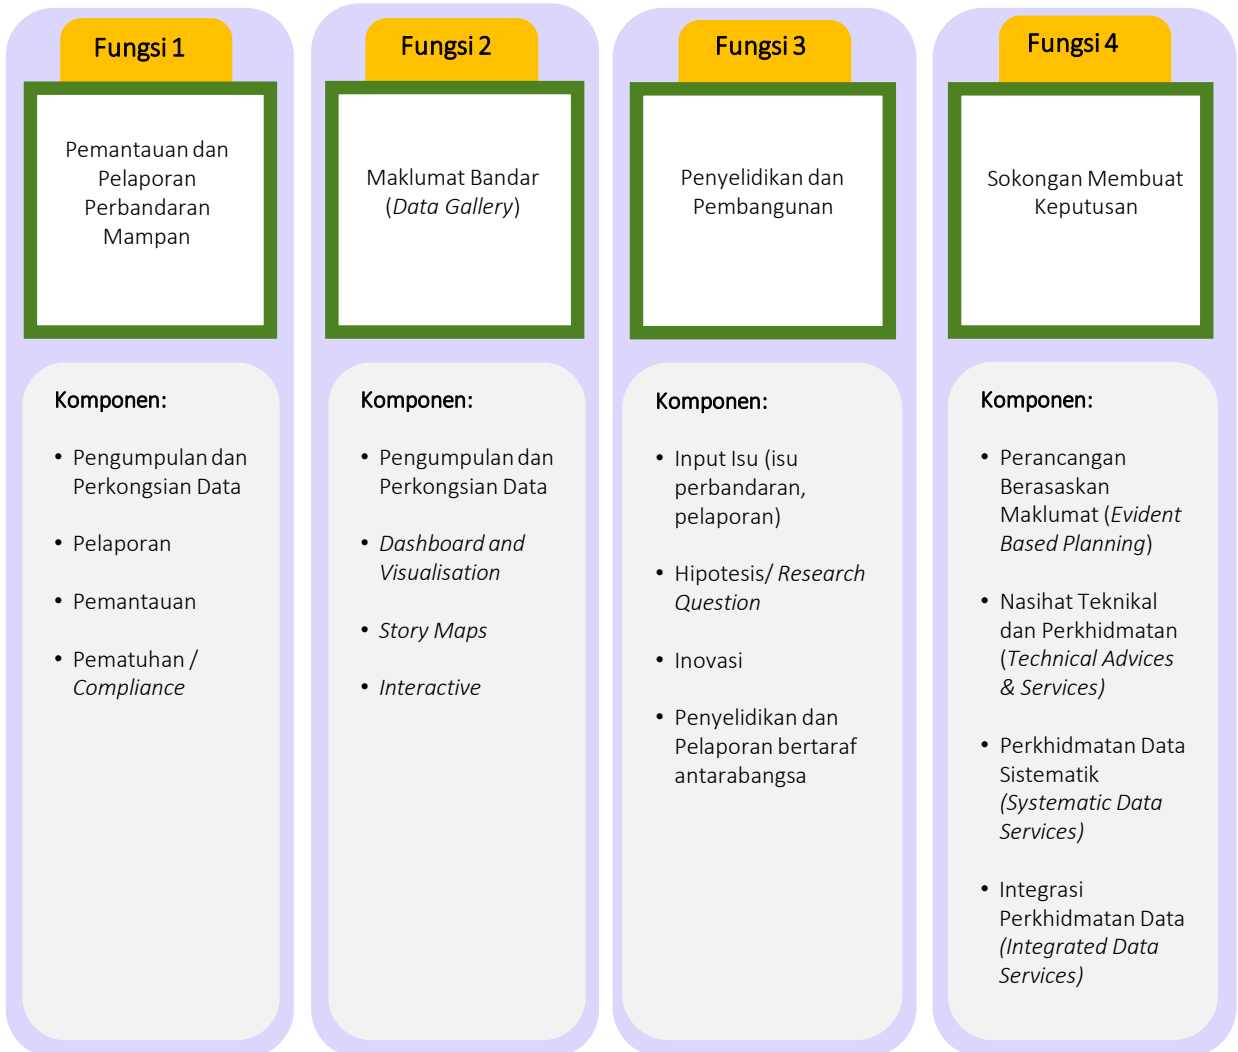 Fungsi 1
Pemantauan dan
Pelaporan
Perbandaran
Mampan
Komponen:
• Pengumpulan dan
Perkongsian Data
• Pelaporan
• Pemantauan
• Pematuhan /
Compliance
Fungsi 2
Maklumat Bandar
(Data Gallery)
Komponen:
• Pengumpulan dan
Perkongsian Data
• Dashboard and
Visualisation
• Story Maps
• Interactive
Fungsi 3
Penyelidikan dan
Pembangunan
Komponen:
• Input Isu (isu
perbandaran,
pelaporan)
• Hipotesis/ Research
Question
• Inovasi
• Penyelidikan dan
Pelaporan bertaraf
antarabangsa
Fungsi 4
Sokongan Membuat
Keputusan
Komponen:
• Perancangan
Berasaskan
Maklumat (Evident
Based Planning)
• Nasihat Teknikal
dan Perkhidmatan
(Technical Advices
& Services)
• Perkhidmatan Data
Sistematik
(Systematic Data
Services)
• Integrasi
Perkhidmatan Data
(Integrated Data
Services)